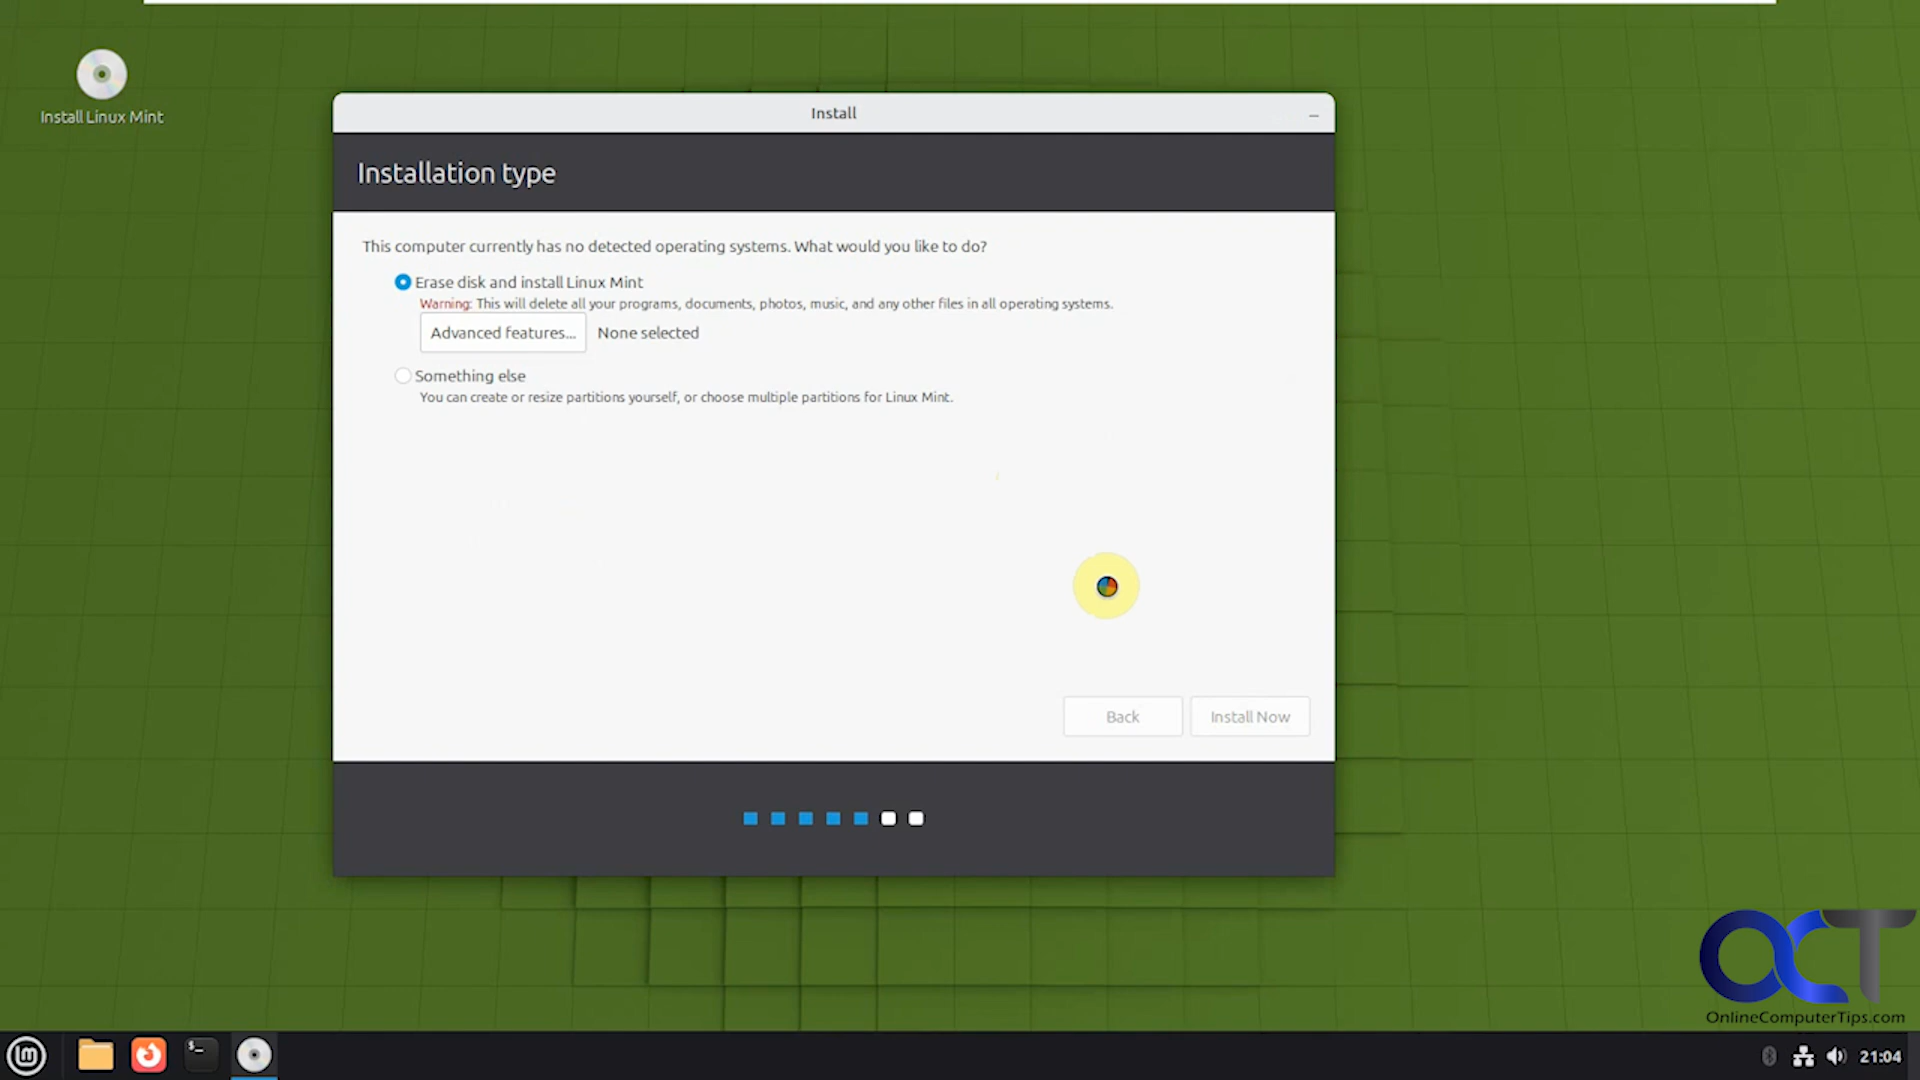 Install Linux Mint
Install
Installation type
This computer currently has no detected operating systems. What would you like to do?
Erase disk and install Linux Mint
Warning: This will delete all your programs, documents, photos, music, and any other files in all operating systems.
Advanced features... None selected
Something else
You can create or resize partitions yourself, or choose multiple partitions for Linux Mint.
Back Install Now
OCT
OnlineComputerTips.com
lm $_ 21:04